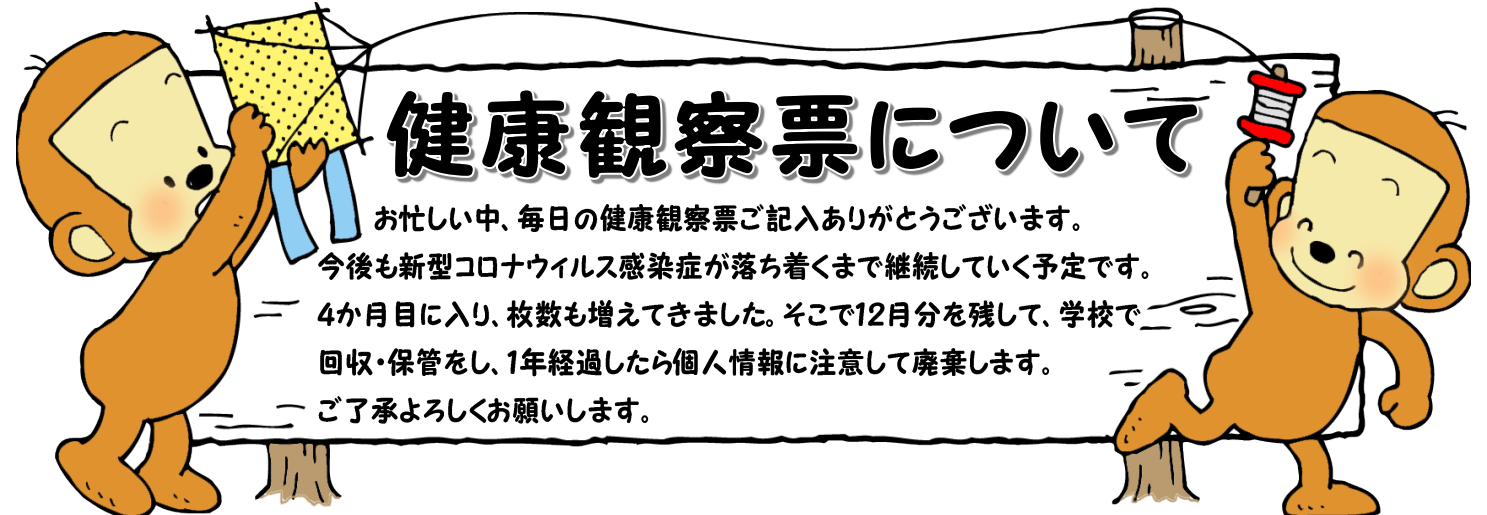 健康観察票について
お忙しい中、毎日の健康観察票ご記入ありがとうございます。
今後も新型コロナウィルス感染症が落ち着くまで継続していく予定です。
4か月目に入り、枚数も増えてきました。そこで12月分を残して、学校で
回収・保管をし、1年経過したら個人情報に注意して廃棄します。
ご了承よろしくお願いします。